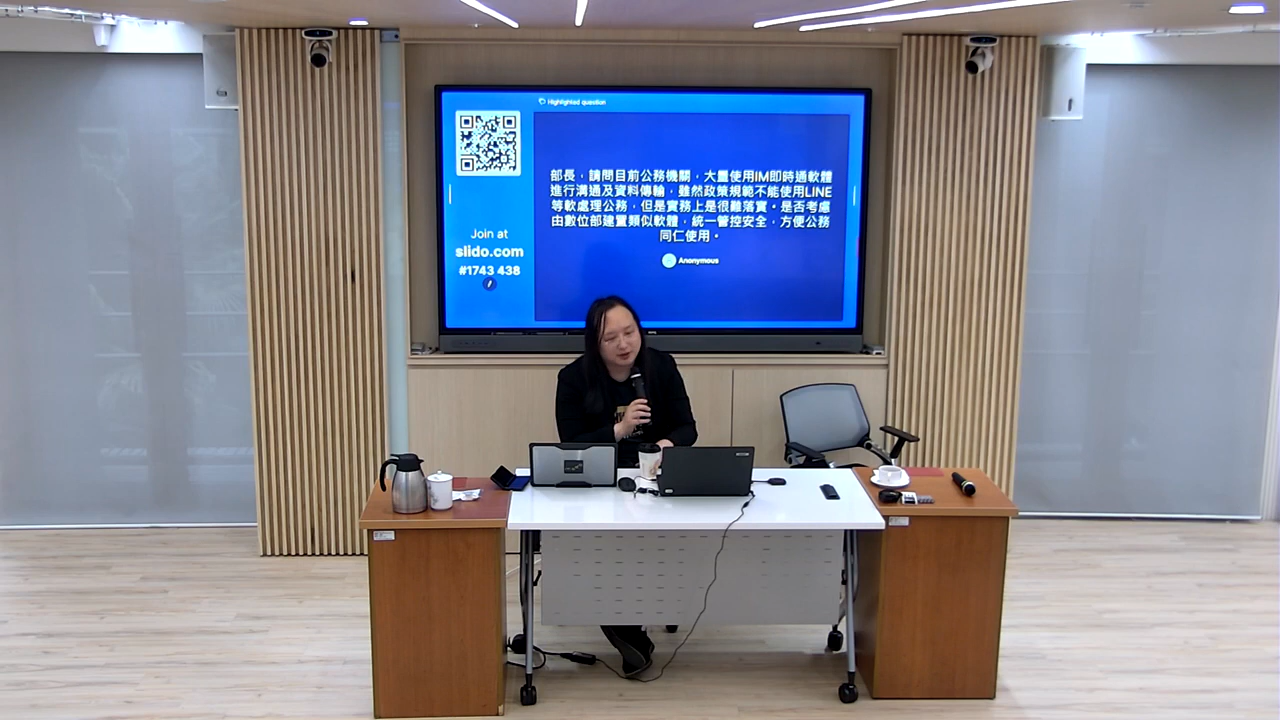 Highlighted question
部長，請問目前公務機關，大量使用IM即時通軟體
進行溝通及資料傳輸，雖然政策規範不能使用LINE
等軟處理公務，但是實務上是很難落實。是否考慮
由數位部建置類似軟體，統一管控安全，方便公務
同仁使用。
Anonymous
Join at
slido.com
#1743 438